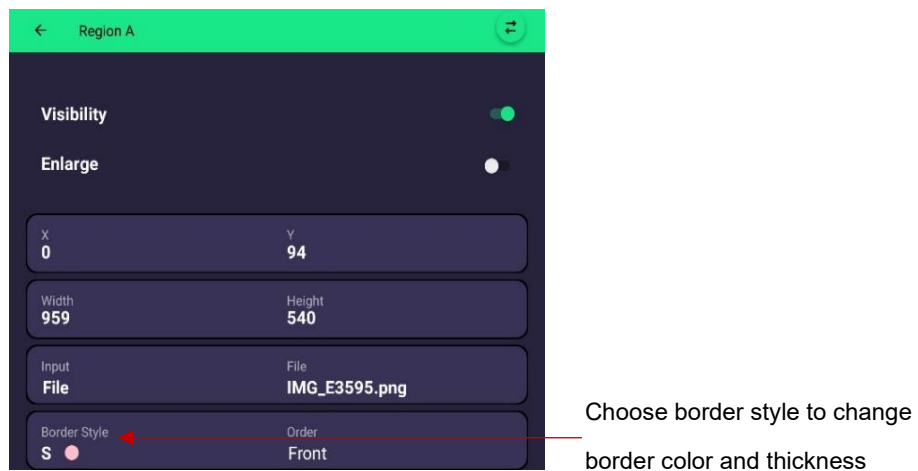 Region A
Visibility
Enlarge
X Y
0 94
Width Height
959 540
Input File
File IMG_E3595.png
Border Style Order
S Front
Choose border style to change
border color and thickness